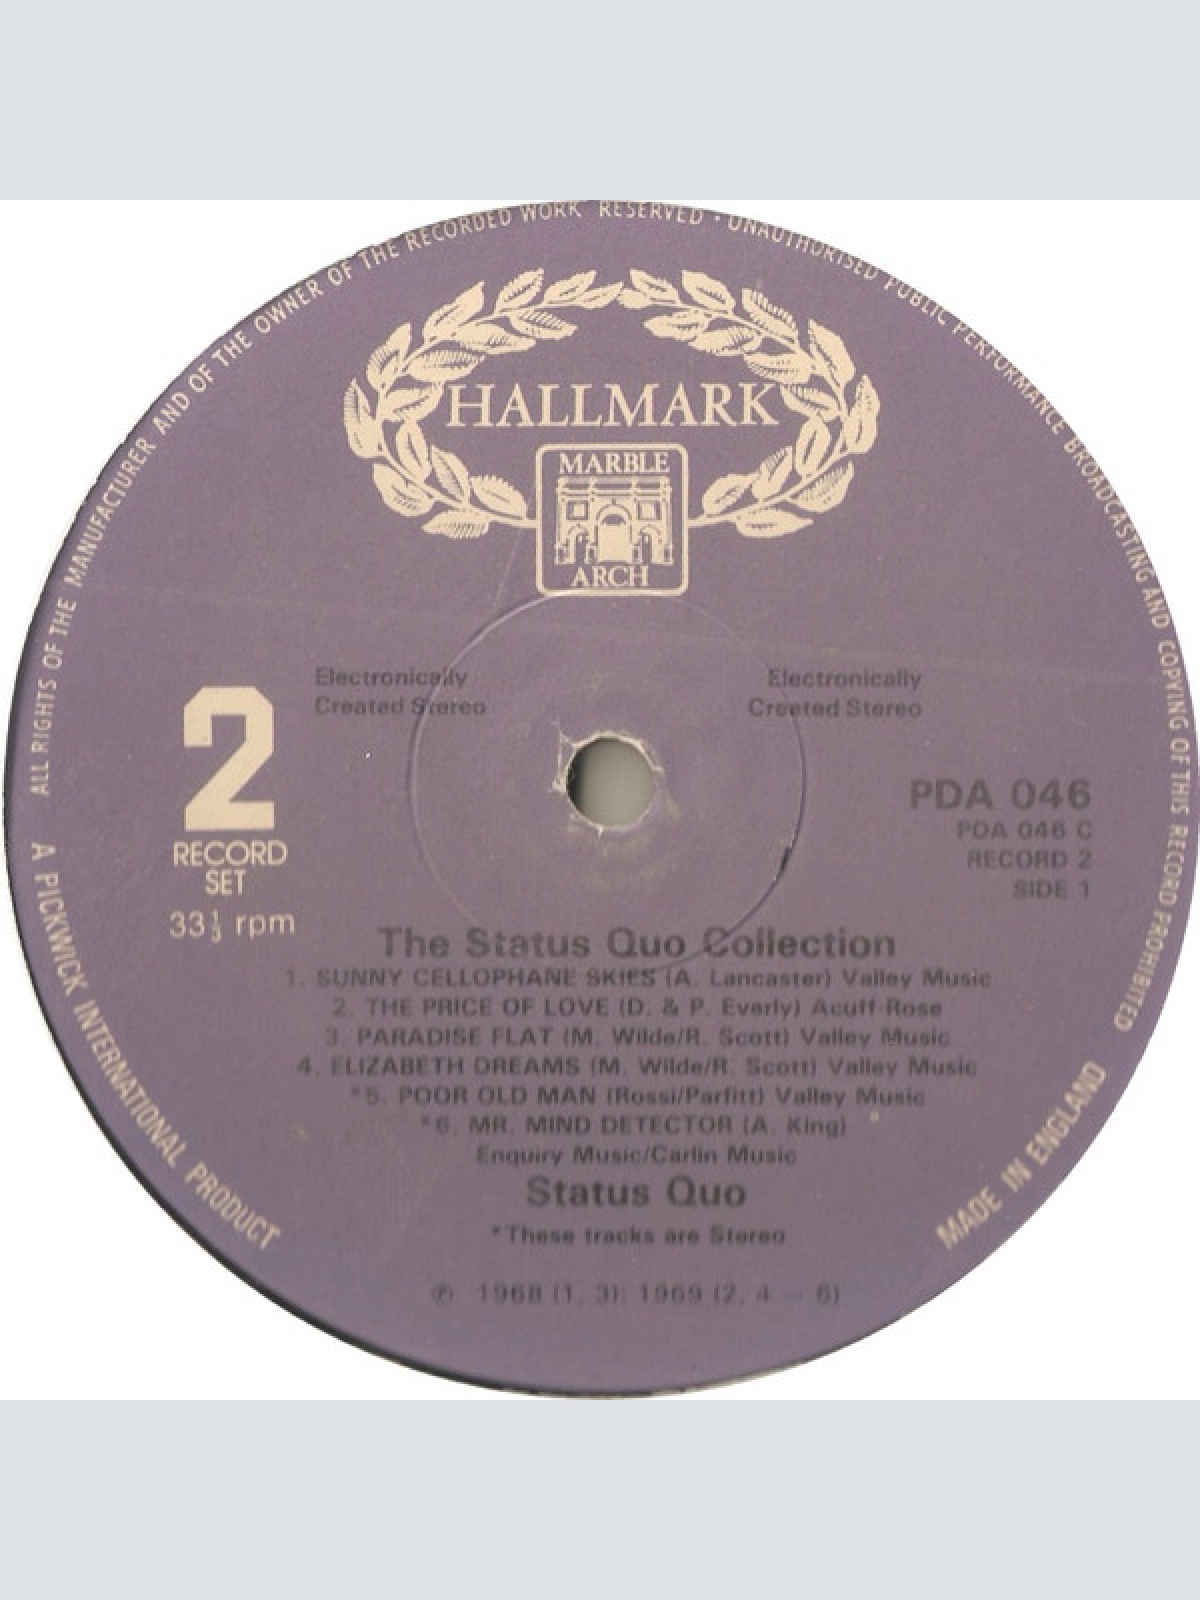 ALL RIGHTS OF THE MANUFACTURER AND OF THE OWNER OF THE RECORDED WORK RESERVED · UNAUTHORISED PUBLIC PERFORMANCE BROADCASTING AND COPYING OF THIS RECORD PROHIBITED
HALLMARK
MARBLE
ARCH
Electronically
Created Stereo
Electronically
Created Stereo
2
RECORD
SET
33⅓ rpm
PDA 046
PDA 046 C
RECORD 2
SIDE 1
The Status Quo Collection
1. SUNNY CELLOPHANE SKIES (A. Lancaster) Valley Music
2. THE PRICE OF LOVE (D. & P. Everly) Acuff-Rose
3. PARADISE FLAT (M. Wilde/R. Scott) Valley Music
4. ELIZABETH DREAMS (M. Wilde/R. Scott) Valley Music
*5. POOR OLD MAN (Rossi/Parfitt) Valley Music
*6. MR. MIND DETECTOR (A. King)
Enquiry Music/Carlin Music
Status Quo
*These tracks are Stereo
℗ 1968 (1, 3): 1969 (2, 4 – 6)
A PICKWICK INTERNATIONAL PRODUCT
MADE IN ENGLAND